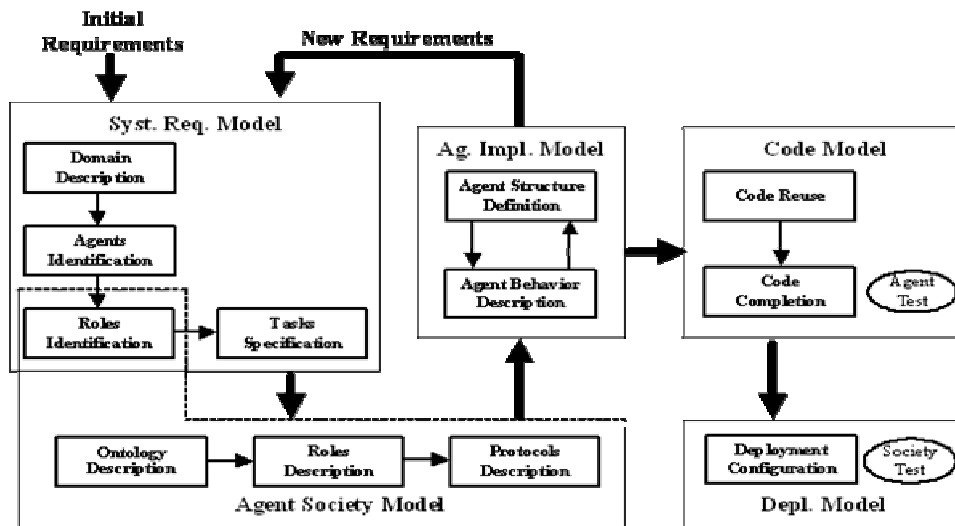 Initial
Requirements
New Requirements
Syst. Req. Model
Domain
Description
Agents
Identification
Roles
Identification
Tasks
Specification
Ag. Impl. Model
Agent Structure
Definition
Agent Behavior
Description
Code Model
Code Reuse
Code
Completion
Agent
Test
Ontology
Description
Roles
Description
Protocols
Description
Agent Society Model
Deployment
Configuration
Society
Test
Depl. Model